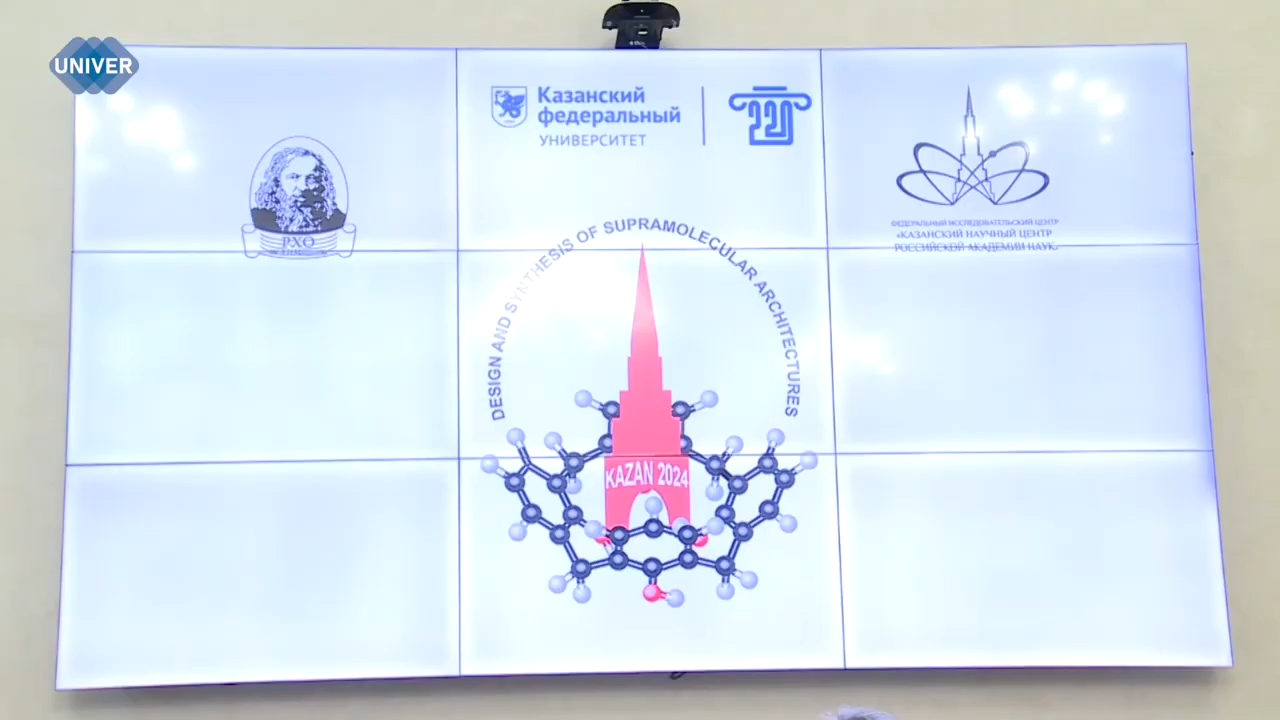 UNIVER
Казанский
федеральный
УНИВЕРСИТЕТ
220
РХО
ФЕДЕРАЛЬНЫЙ ИССЛЕДОВАТЕЛЬСКИЙ ЦЕНТР
«КАЗАНСКИЙ НАУЧНЫЙ ЦЕНТР
РОССИЙСКОЙ АКАДЕМИИ НАУК»
DESIGN AND SYNTHESIS OF SUPRAMOLECULAR ARCHITECTURES
KAZAN 2024